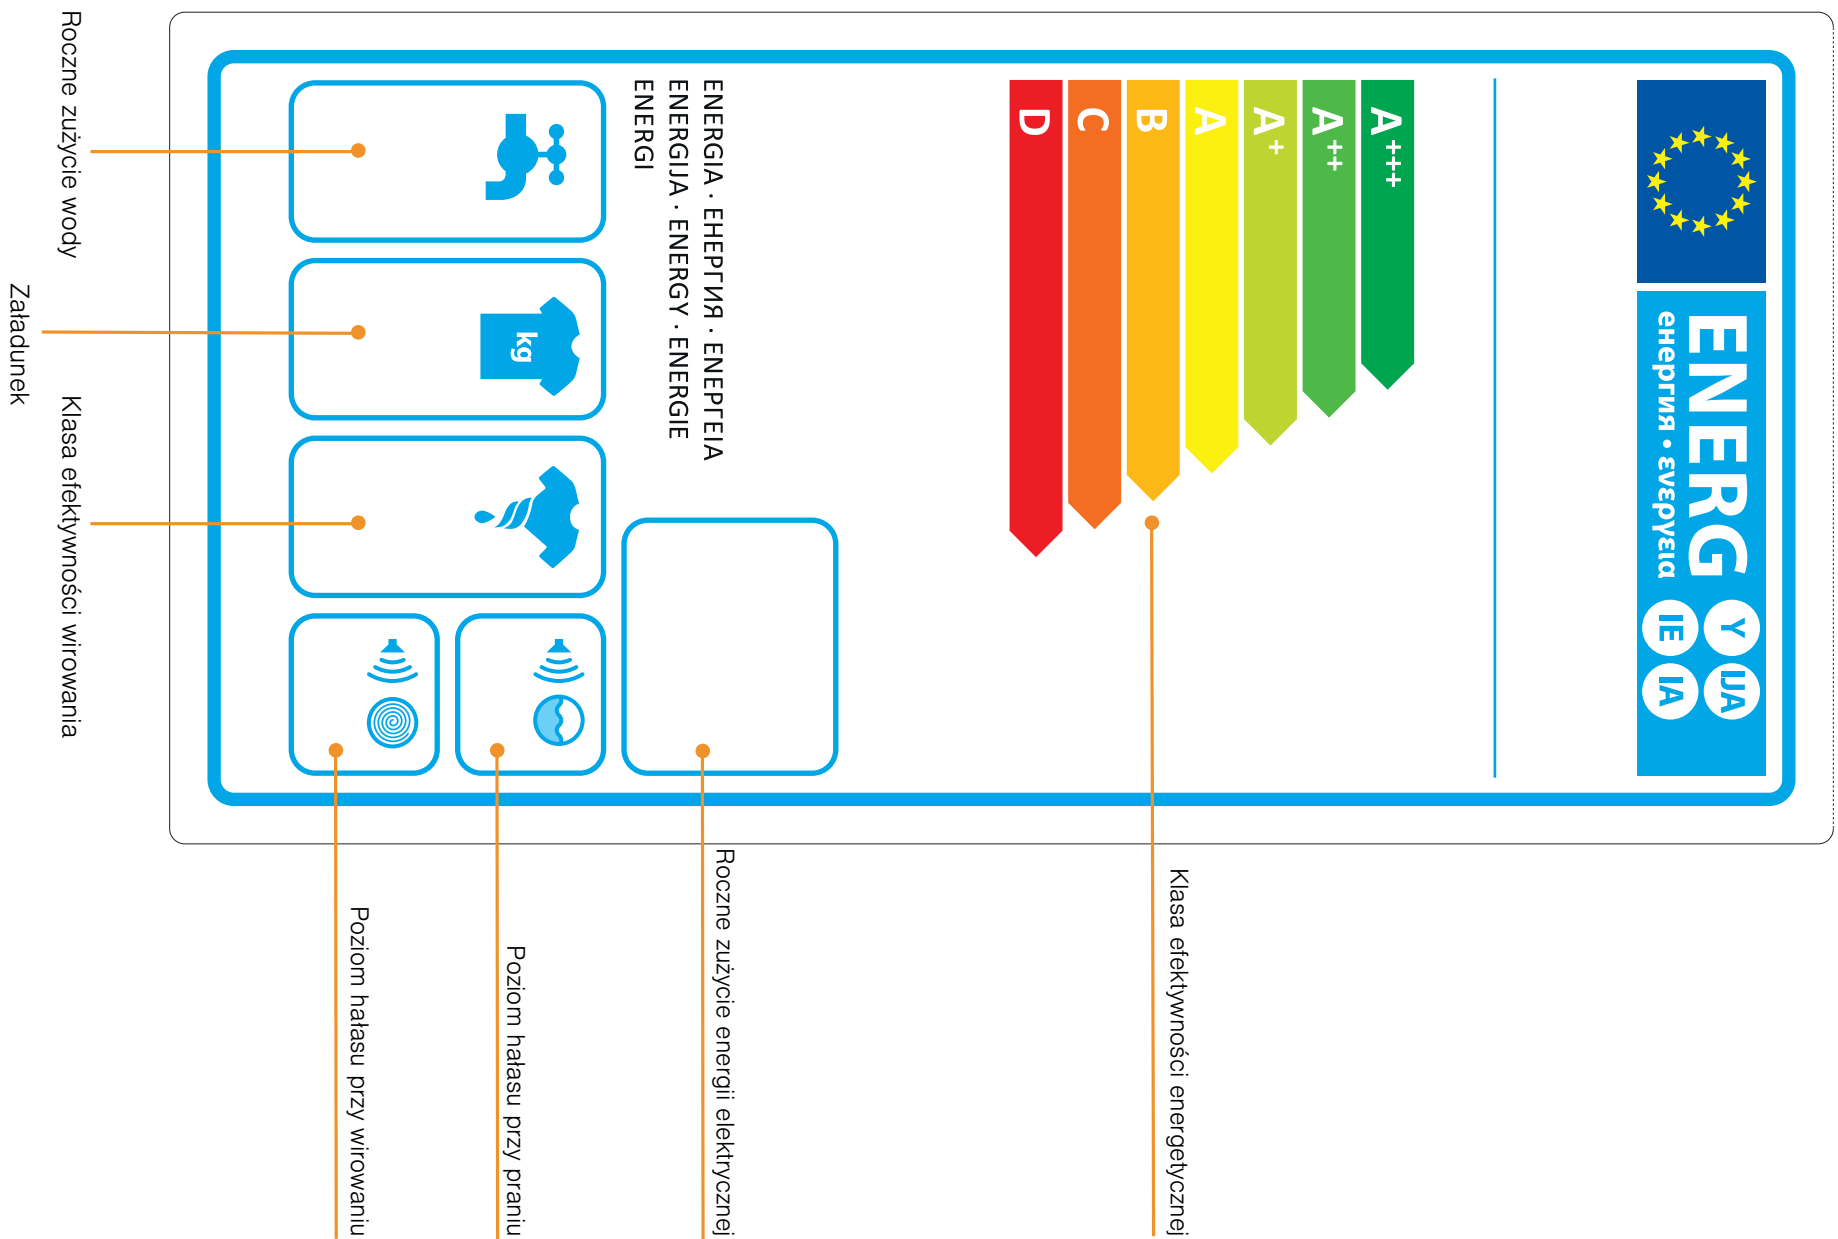 ENERG
енергия · ενεργεια
Y
IJA
IE
IA
A+++
A++
A+
A
B
C
D
Klasa efektywności energetycznej
ENERGIA · ЕНЕРГИЯ · ΕΝΕΡΓΕΙΑ
ENERGIJA · ENERGY · ENERGIE
ENERGI
Roczne zużycie energii elektrycznej
kg
Roczne zużycie wody
Załadunek
Klasa efektywności wirowania
Poziom hałasu przy praniu
Poziom hałasu przy wirowaniu